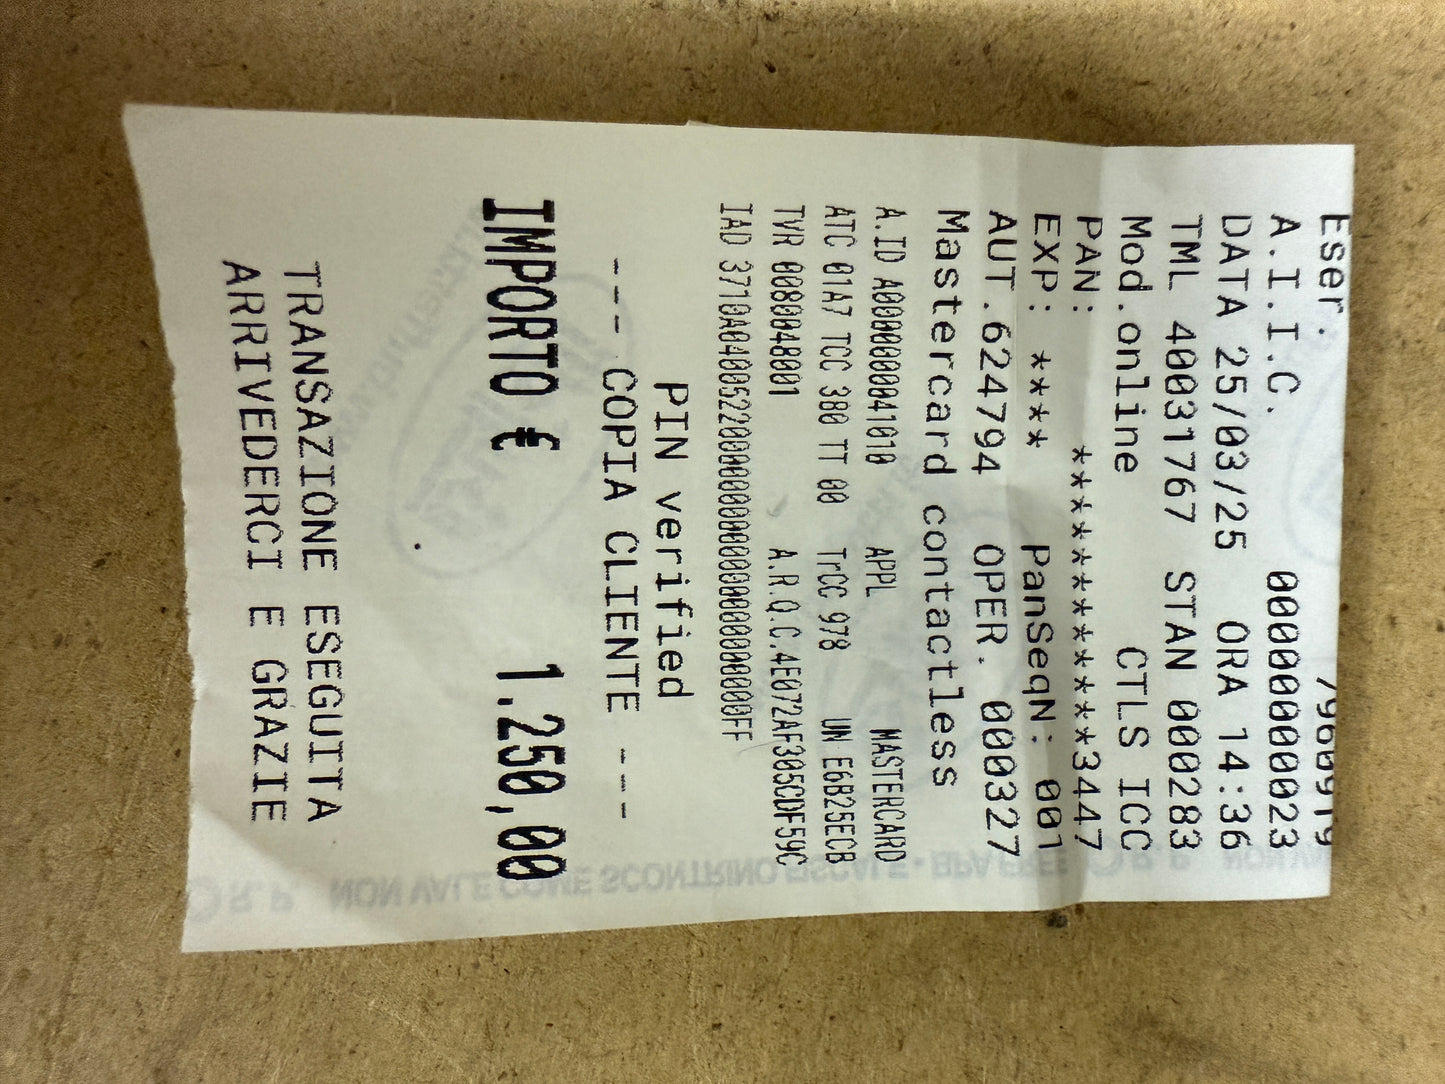 Eser.
A.I.I.C. 00000000023
DATA 25/03/25 ORA 14:36
TML 40031767 STAN 000283
Mod.online CTLS ICC
PAN: ***************3447
EXP: **** PanSeqN: 001
AUT.624794 OPER. 000327
Mastercard contactless
A.ID A0000000041010 APPL MASTERCARD
ATC 01A7 TCC 380 TT 00 TrCC 978 UN E6B25ECB
TVR 0080048001 A.R.Q.C.4E072AF305CDF59C
PIN verified
--- COPIA CLIENTE ---
IMPORTO € 1.250,00
TRANSAZIONE ESEGUITA
ARRIVEDERCI E GRAZIE
R.P. NON VALE COME SCONTRINO FISCALE • BPA FREE R.P.